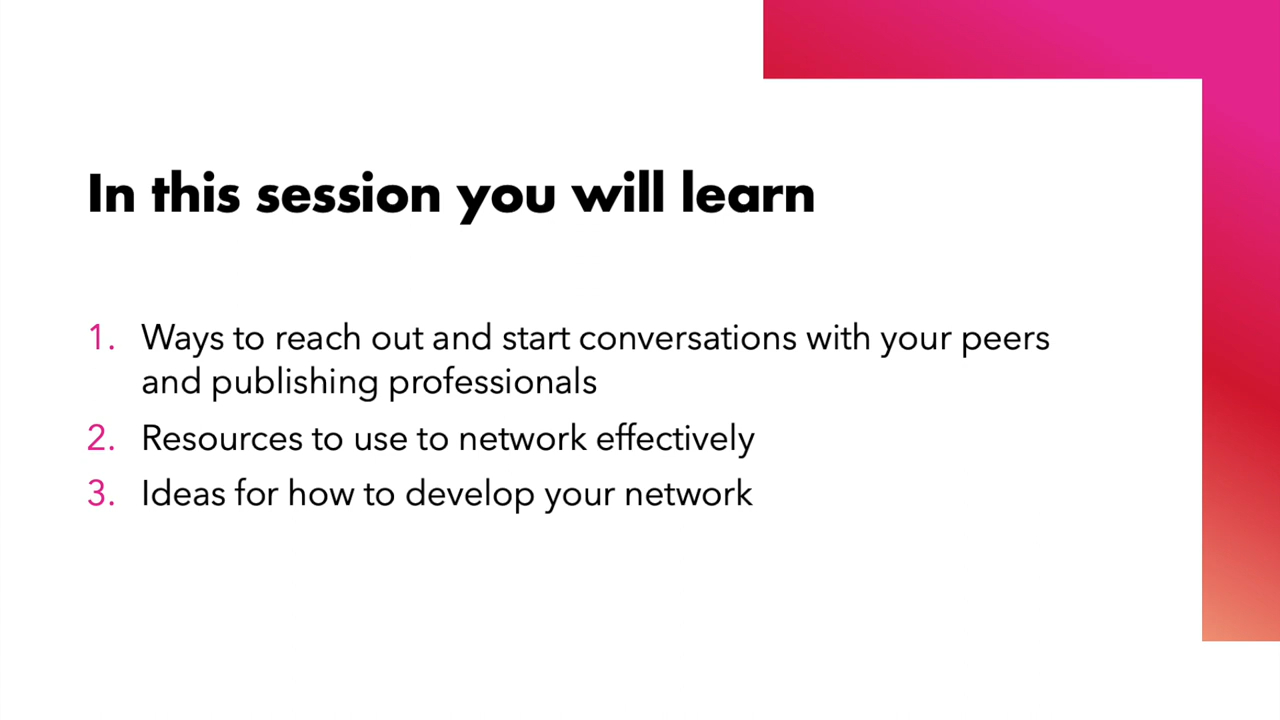 In this session you will learn
1. Ways to reach out and start conversations with your peers
and publishing professionals
2. Resources to use to network effectively
3. Ideas for how to develop your network